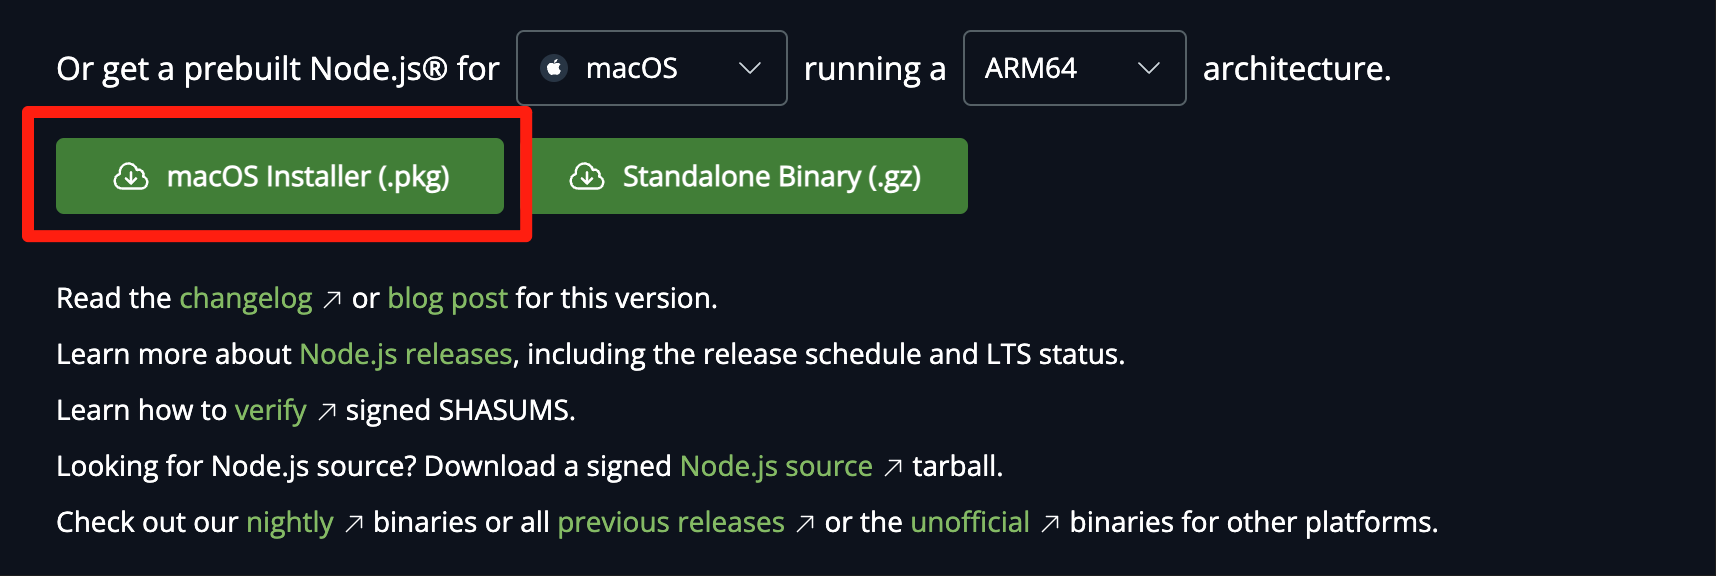 Or get a prebuilt Node.js® for macOS running a ARM64 architecture.
macOS Installer (.pkg) Standalone Binary (.gz)
Read the changelog ↗ or blog post for this version.
Learn more about Node.js releases, including the release schedule and LTS status.
Learn how to verify ↗ signed SHASUMS.
Looking for Node.js source? Download a signed Node.js source ↗ tarball.
Check out our nightly ↗ binaries or all previous releases ↗ or the unofficial ↗ binaries for other platforms.